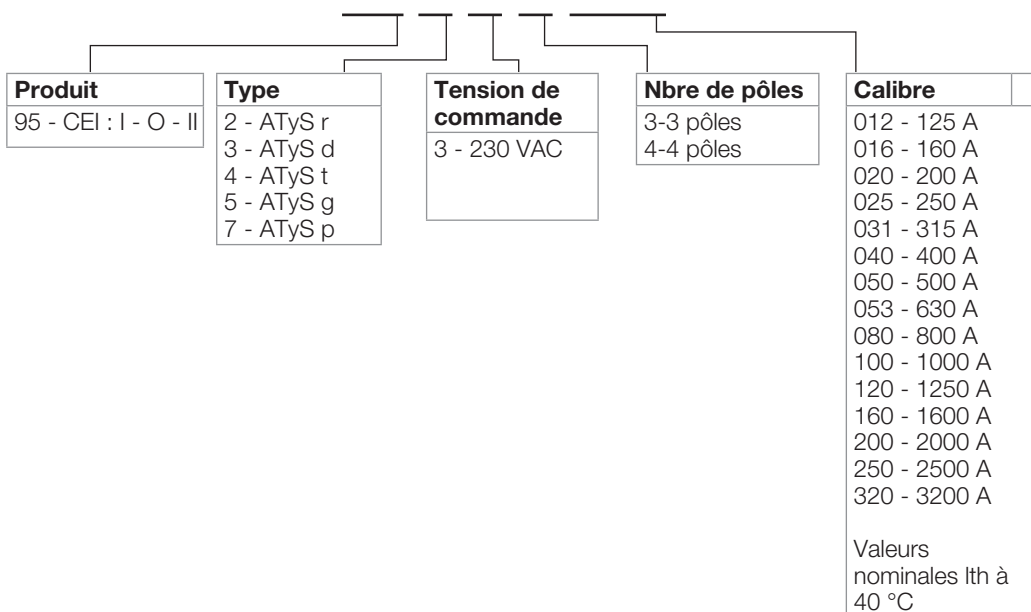 Produit
95 - CEI : I - O - II
Type
2 - ATyS r
3 - ATyS d
4 - ATyS t
5 - ATyS g
7 - ATyS p
Tension de
commande
3 - 230 VAC
Nbre de pôles
3-3 pôles
4-4 pôles
Calibre
012 - 125 A
016 - 160 A
020 - 200 A
025 - 250 A
031 - 315 A
040 - 400 A
050 - 500 A
053 - 630 A
080 - 800 A
100 - 1000 A
120 - 1250 A
160 - 1600 A
200 - 2000 A
250 - 2500 A
320 - 3200 A
Valeurs
nominales Ith à
40 °C